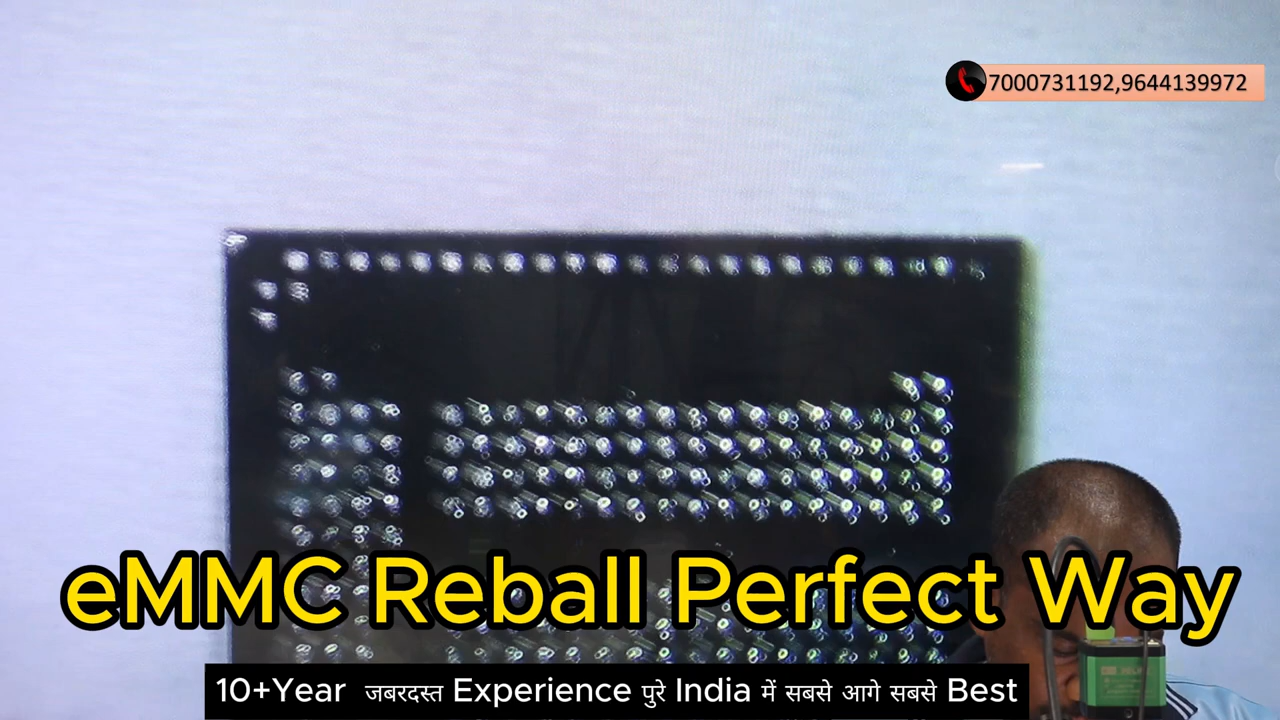 7000731192,9644139972
eMMC Reball Perfect Way
10+Year जबरदस्त Experience पुरे India में सबसे आगे सबसे Best